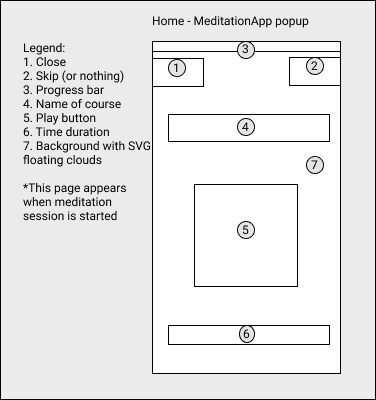 Home - MeditationApp popup
Legend:
1. Close
2. Skip (or nothing)
3. Progress bar
4. Name of course
5. Play button
6. Time duration
7. Background with SVG
floating clouds
*This page appears
when meditation
session is started
3
1
2
4
7
5
6